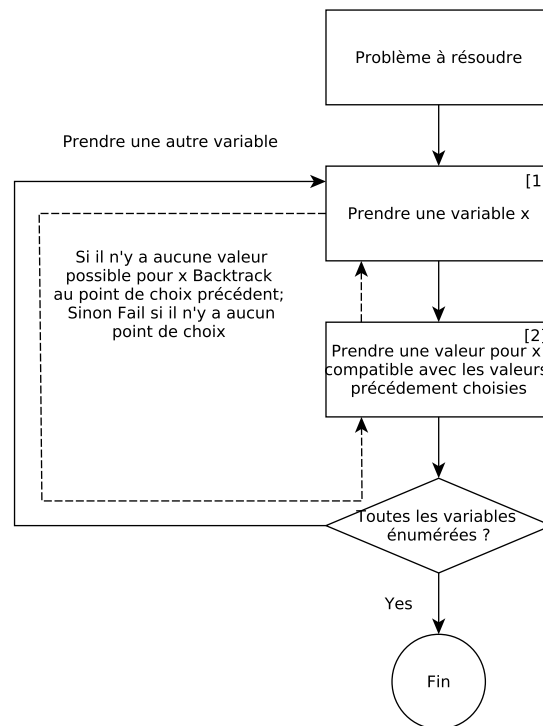 Problème à résoudre
Prendre une autre variable
[1
Prendre une variable x
Si il n'y a aucune valeur
possible pour x Backtrack
au point de choix précédent;
Sinon Fail si il n'y a aucun
point de choix
[2]
Prendre une valeur pour x
compatible avec les valeurs
précédement choisies
Toutes les variables
énumérées ?
Yes
Fin